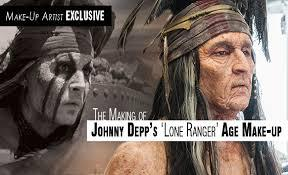 MAKE-UP ARTIST EXCLUSIVE
THE MAKING OF
JOHNNY DEPP'S 'LONE RANGER' AGE MAKE-UP